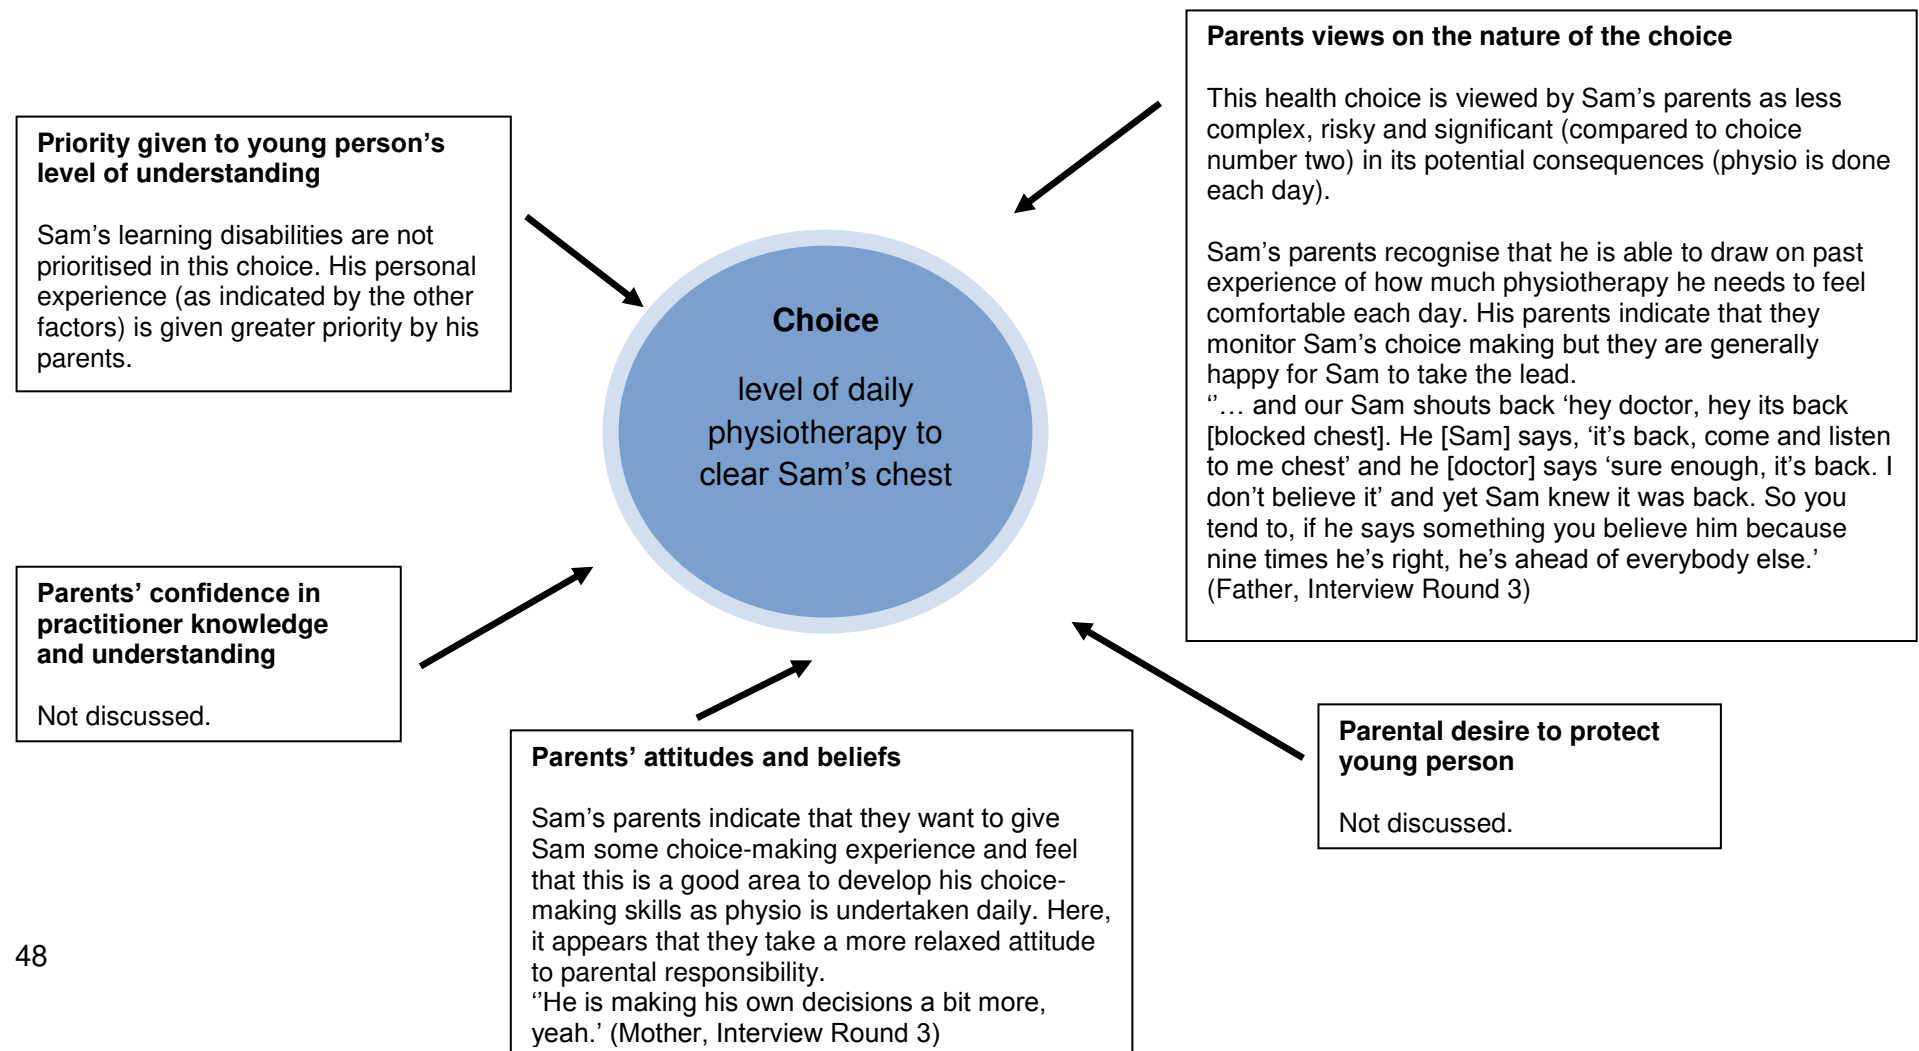 Parents views on the nature of the choice
This health choice is viewed by Sam’s parents as less
complex, risky and significant (compared to choice
number two) in its potential consequences (physio is done
each day).
Sam’s parents recognise that he is able to draw on past
experience of how much physiotherapy he needs to feel
comfortable each day. His parents indicate that they
monitor Sam’s choice making but they are generally
happy for Sam to take the lead.
‘’… and our Sam shouts back ‘hey doctor, hey its back
[blocked chest]. He [Sam] says, ‘it’s back, come and listen
to me chest’ and he [doctor] says ‘sure enough, it’s back. I
don’t believe it’ and yet Sam knew it was back. So you
tend to, if he says something you believe him because
nine times he’s right, he’s ahead of everybody else.’
(Father, Interview Round 3)
Priority given to young person’s
level of understanding
Sam’s learning disabilities are not
prioritised in this choice. His personal
experience (as indicated by the other
factors) is given greater priority by his
parents.
Choice
level of daily
physiotherapy to
clear Sam’s chest
Parents’ confidence in
practitioner knowledge
and understanding
Not discussed.
Parents’ attitudes and beliefs
Sam’s parents indicate that they want to give
Sam some choice-making experience and feel
that this is a good area to develop his choice-
making skills as physio is undertaken daily. Here,
it appears that they take a more relaxed attitude
to parental responsibility.
‘’He is making his own decisions a bit more,
yeah.’ (Mother, Interview Round 3)
Parental desire to protect
young person
Not discussed.
48